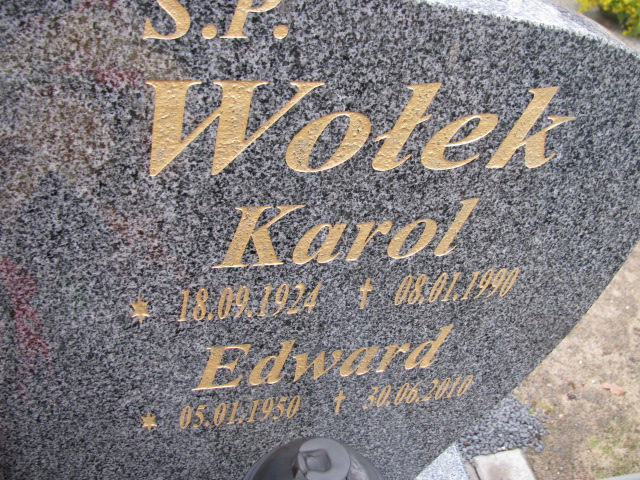 S.P.
Wołek
Karol
* 18.09.1924 † 08.01.1990
Edward
* 05.01.1950 † 30.06.2010